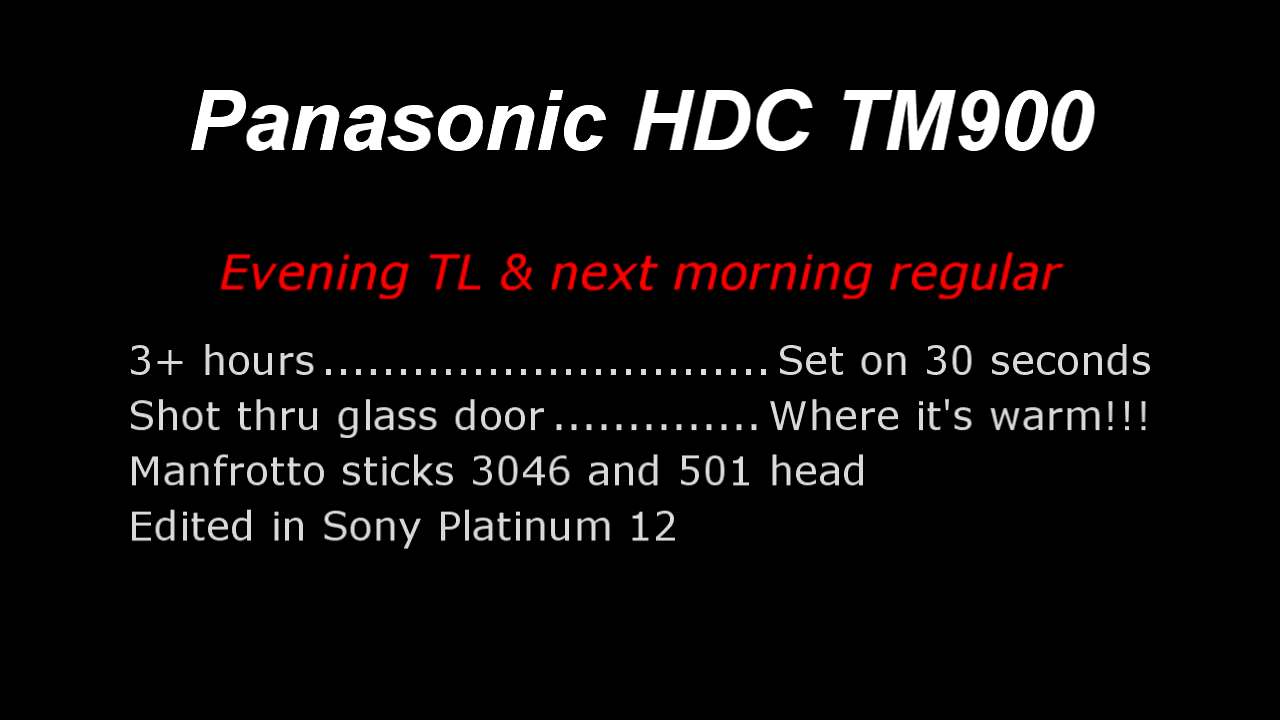 Panasonic HDC TM900
Evening TL & next morning regular
3+ hours .............................. Set on 30 seconds
Shot thru glass door .............. Where it's warm!!!
Manfrotto sticks 3046 and 501 head
Edited in Sony Platinum 12